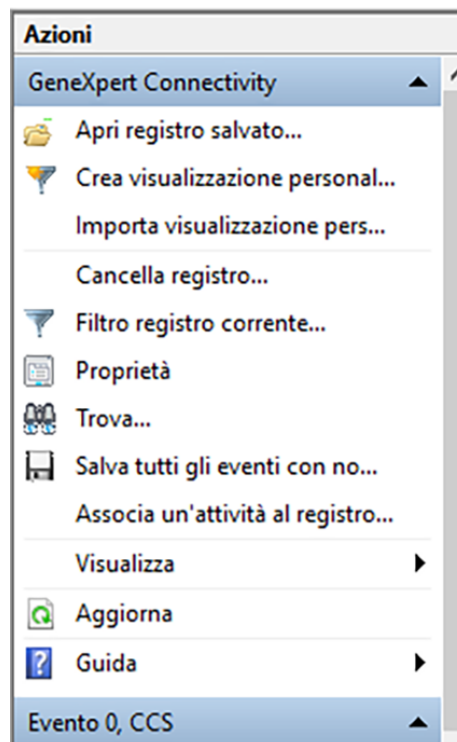 Azioni
GeneXpert Connectivity
Apri registro salvato...
Crea visualizzazione personal...
Importa visualizzazione pers...
Cancella registro...
Filtro registro corrente...
Proprietà
Trova...
Salva tutti gli eventi con no...
Associa un'attività al registro...
Visualizza
Aggiorna
Guida
Evento 0, CCS